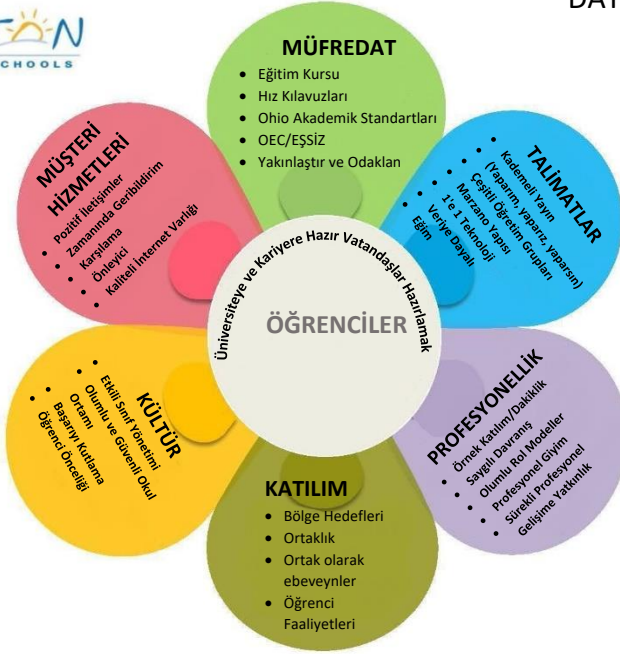 DAT
TON
CHOOLS
MÜFREDAT
• Eğitim Kursu
• Hız Kılavuzları
• Ohio Akademik Standartları
• OEC/EŞSİZ
• Yakınlaştır ve Odaklan
TALİMATLAR
• Kademeli Yayın
(Yaparım, yaparız, yaparsın)
• Çeşitli Öğretim Grupları
• Marzano Yapısı
• 1'e 1 Teknoloji
• Veriye Dayalı
• Eğim
PROFESYONELLİK
• Örnek Katılım/Dakiklik
• Saygılı Davranış
• Olumlu Rol Modeller
• Profesyonel Giyim
• Sürekli Profesyonel
Gelişime Yatkınlık
KATILIM
• Bölge Hedefleri
• Ortaklık
• Ortak olarak
ebeveynler
• Öğrenci
Faaliyetleri
KÜLTÜR
• Etkili Sınıf Yönetimi
• Olumlu ve Güvenli Okul
Ortamı
• Başarıyı Kutlama
• Öğrenci Önceliği
MÜŞTERİ
HİZMETLERİ
• Pozitif İletişimler
• Zamanında Geribildirim
• Karşılama
• Önleyici
• Kaliteli İnternet Varlığı
Üniversiteye ve Kariyere Hazır Vatandaşlar Hazırlamak
ÖĞRENCİLER